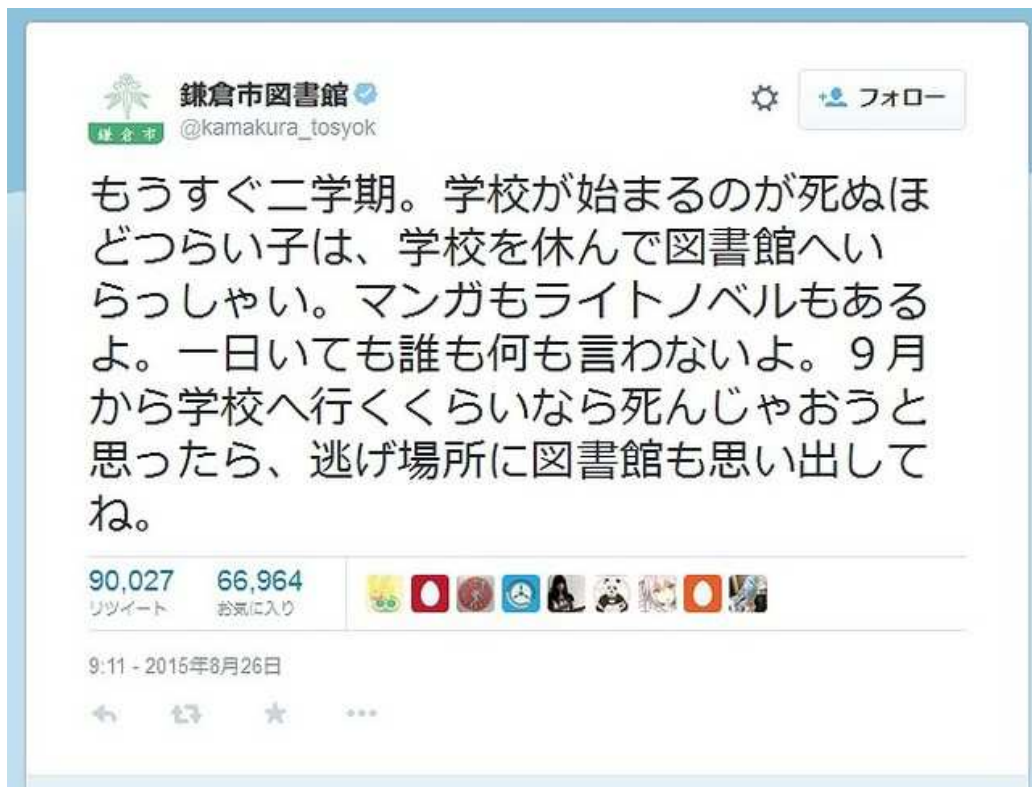 鎌倉市図書館
鎌倉市
@kamakura_tosyok
フォロー
もうすぐ二学期。学校が始まるのが死ぬほ
どつらい子は、学校を休んで図書館へい
らっしゃい。マンガもライトノベルもある
よ。一日いても誰も何も言わないよ。９月
から学校へ行くくらいなら死んじゃおうと
思ったら、逃げ場所に図書館も思い出して
ね。
90,027 66,964
リツイート お気に入り
9:11 - 2015年8月26日